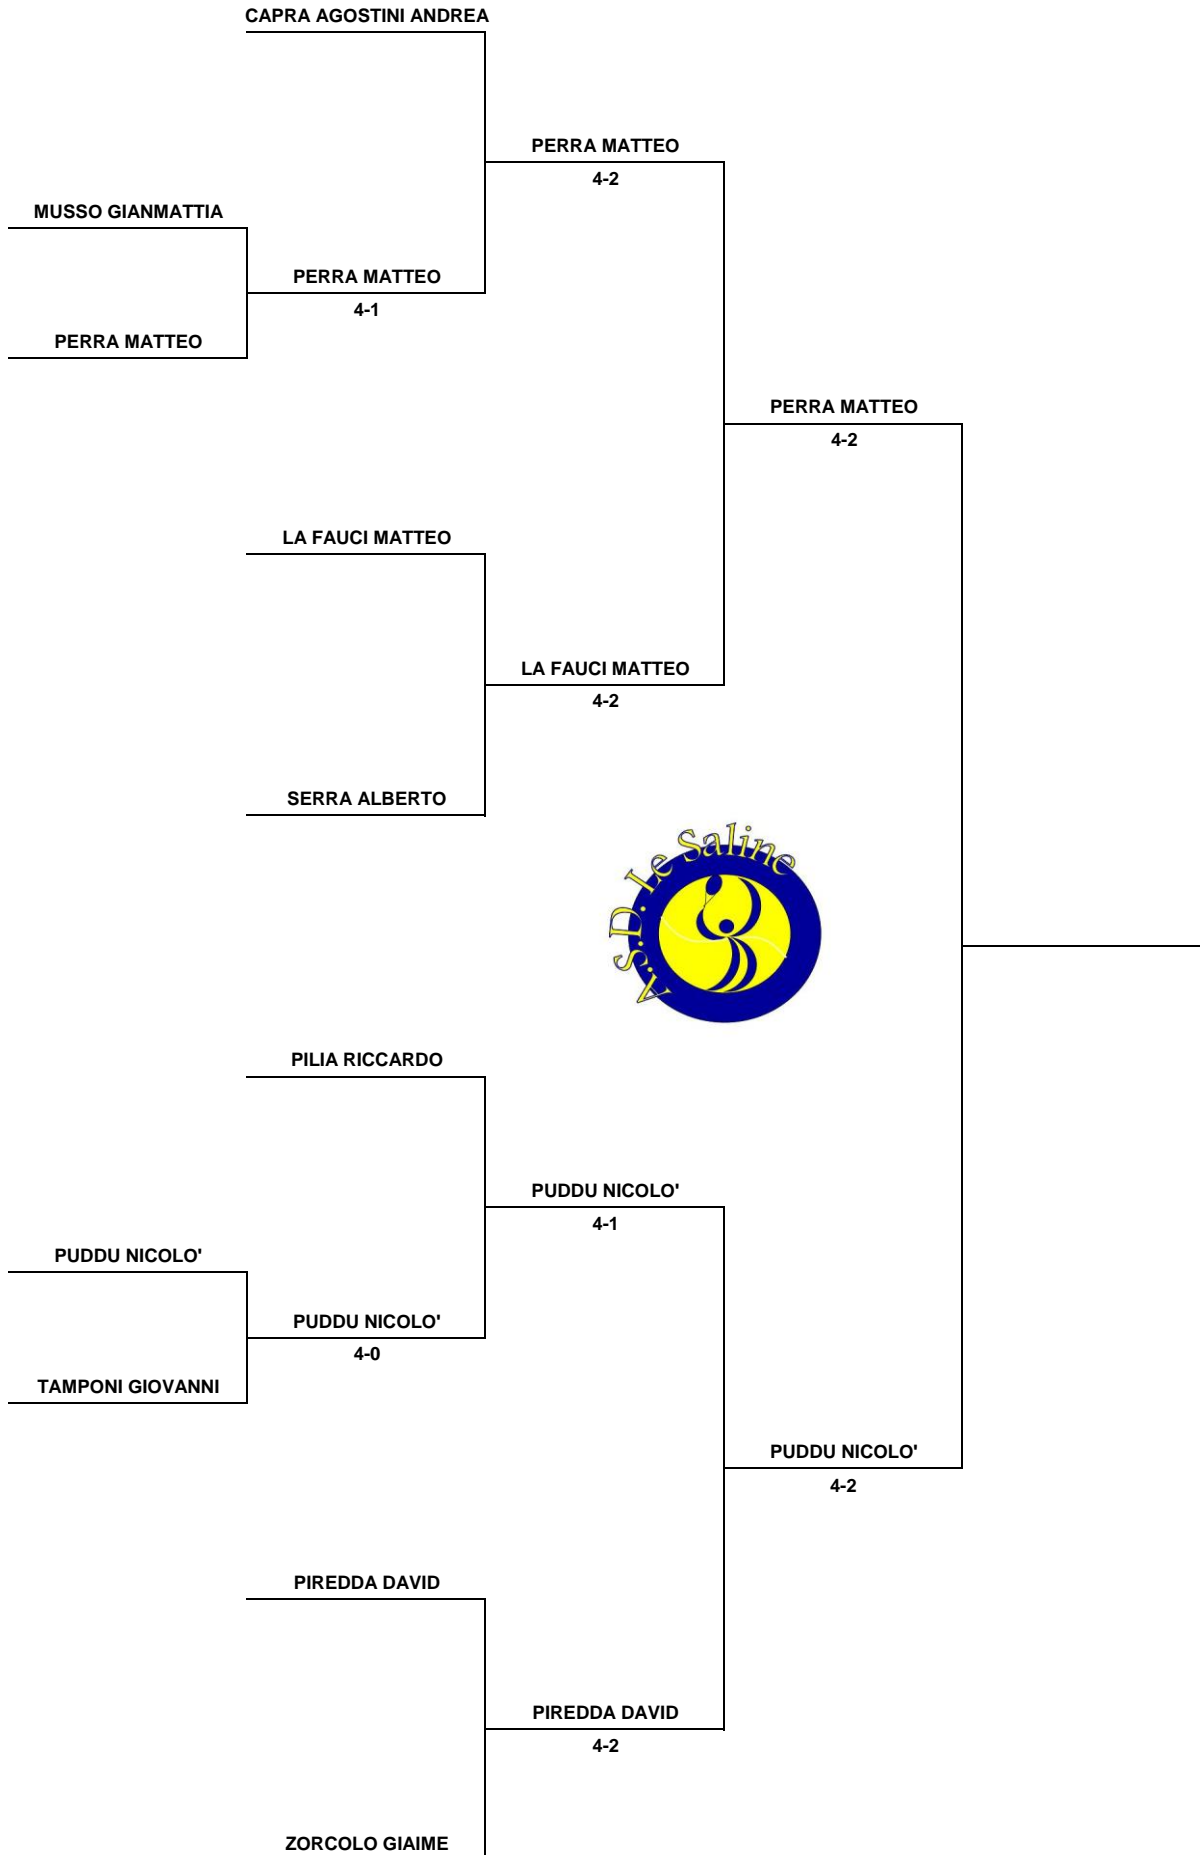 CAPRA AGOSTINI ANDREA
PERRA MATTEO
4-2
MUSSO GIANMATTIA
PERRA MATTEO
4-1
PERRA MATTEO
PERRA MATTEO
4-2
LA FAUCI MATTEO
LA FAUCI MATTEO
4-2
SERRA ALBERTO
A.S.D. Le Saline
PILIA RICCARDO
PUDDU NICOLO'
4-1
PUDDU NICOLO'
PUDDU NICOLO'
4-0
TAMPONI GIOVANNI
PUDDU NICOLO'
4-2
PIREDDA DAVID
PIREDDA DAVID
4-2
ZORCOLO GIAIME